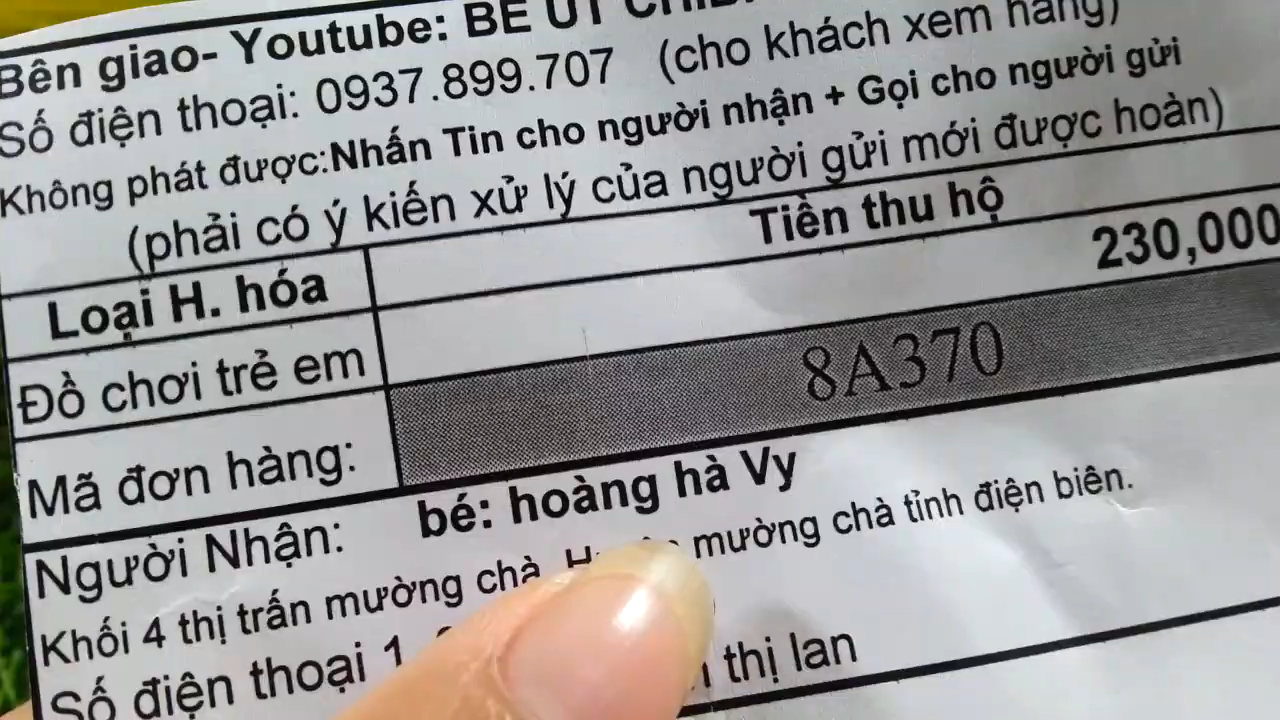 Bên giao- Youtube: BÉ ÚT
Số điện thoại: 0937.899.707 (cho khách xem hàng)
Không phát được:Nhấn Tin cho người nhận + Gọi cho người gửi
(phải có ý kiến xử lý của người gửi mới được hoàn)
Loại H. hóa Tiền thu hộ
Đồ chơi trẻ em 230,000
Mã đơn hàng: 8A370
Người Nhận: bé: hoàng hà Vy
Khối 4 thị trấn mường chà mường chà tỉnh điện biên.
Số điện thoại 1 thị lan